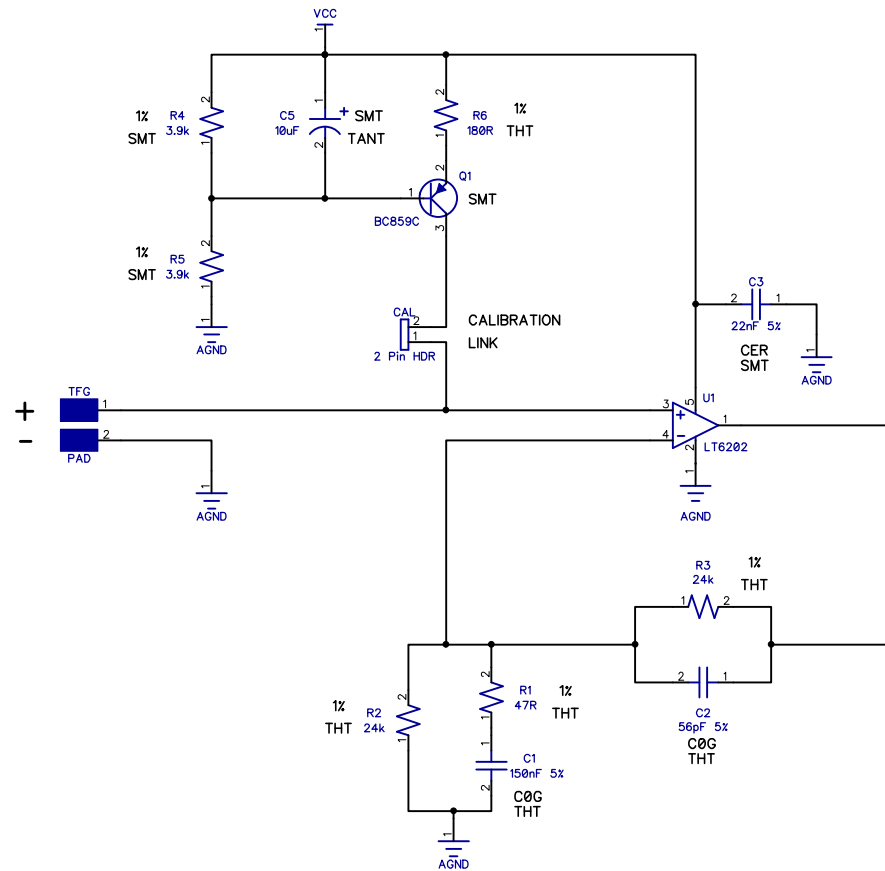 VCC
1
2
1% R4
SMT 3.9k
1
1
C5 + SMT
10uF TANT
2
2
R6 1%
180R THT
1
2
Q1
1
SMT
BC859C
3
2
1% R5
SMT 3.9k
1
AGND
CAL
2
1
2 Pin HDR
CALIBRATION
LINK
C3
2 1
22nF 5%
CER
SMT
1
AGND
TFG
+ 1
- 2
PAD
1
AGND
3 + 5 U1
1
4 -
2 LT6202
1
AGND
R3 1%
24k THT
1 2
2 1
C2
56pF 5%
C0G
THT
2
1% R2
THT 24k
1
2
R1 1%
47R THT
1
1
C1
150nF 5%
2
C0G
THT
1
AGND